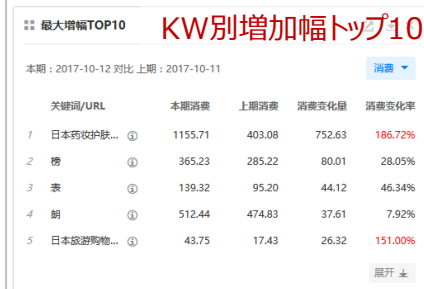 最大增幅TOP10
KW別増加幅トップ10
本期：2017-10-12 对比 上期：2017-10-11
消费
关键词/URL 本期消费 上期消费 消费变化量 消费变化率
1 日本药妆护肤... 1155.71 403.08 752.63 186.72%
2 榜 365.23 285.22 80.01 28.05%
3 表 139.32 95.20 44.12 46.34%
4 朗 512.44 474.83 37.61 7.92%
5 日本旅游购物... 43.75 17.43 26.32 151.00%
展开